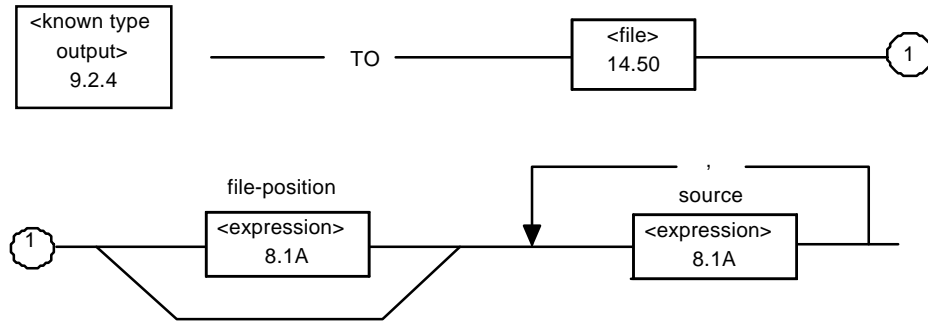 <known type
output>
9.2.4
TO
<file>
14.50
1
,
file-position
source
1
<expression>
8.1A
<expression>
8.1A